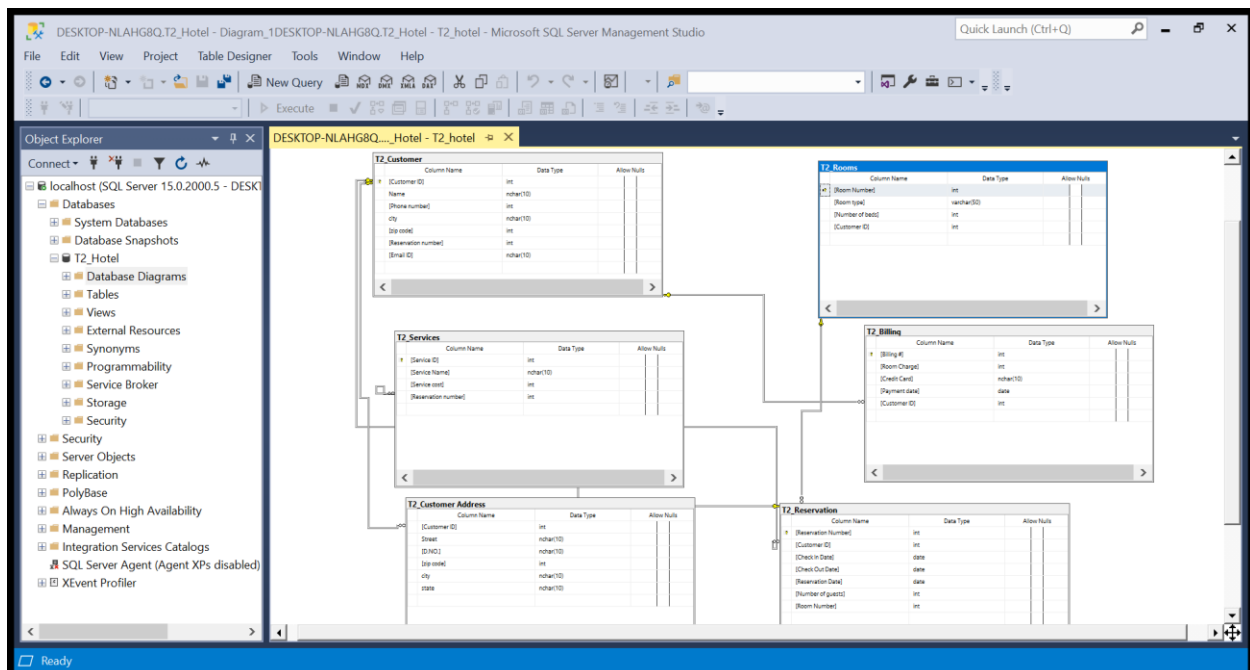 DESKTOP-NLAHG8Q.T2_Hotel - Diagram_1DESKTOP-NLAHG8Q.T2_Hotel - T2_hotel - Microsoft SQL Server Management Studio
Quick Launch (Ctrl+Q)
File Edit View Project Table Designer Tools Window Help
New Query MDX DMX XMLA DAX
Execute
Object Explorer
DESKTOP-NLAHG8Q...._Hotel - T2_hotel
Connect
localhost (SQL Server 15.0.2000.5 - DESKT
Databases
System Databases
Database Snapshots
T2_Hotel
Database Diagrams
Tables
Views
External Resources
Synonyms
Programmability
Service Broker
Storage
Security
Security
Server Objects
Replication
PolyBase
Always On High Availability
Management
Integration Services Catalogs
SQL Server Agent (Agent XPs disabled)
XEvent Profiler
T2_Customer
Column Name Data Type Allow Nulls
[Customer ID] int
Name nchar(10)
[Phone number] int
city nchar(10)
[zip code] int
[Reservation number] int
[Email ID] nchar(10)
T2_Rooms
Column Name Data Type Allow Nulls
[Room Number] int
[Room type] varchar(50)
[Number of beds] int
[Customer ID] int
T2_Services
Column Name Data Type Allow Nulls
[Service ID] int
[Service Name] nchar(10)
[Service cost] int
[Reservation number] int
T2_Billing
Column Name Data Type Allow Nulls
[Billing #] int
[Room Charge] int
[Credit Card] nchar(10)
[Payment date] date
[Customer ID] int
T2_Customer Address
Column Name Data Type Allow Nulls
[Customer ID] int
Street nchar(10)
[D.NO.] nchar(10)
[zip code] int
city nchar(10)
state nchar(10)
T2_Reservation
Column Name Data Type Allow Nulls
[Reservation Number] int
[Customer ID] int
[Check In Date] date
[Check Out Date] date
[Reservation Date] date
[Number of guests] int
[Room Number] int
Ready